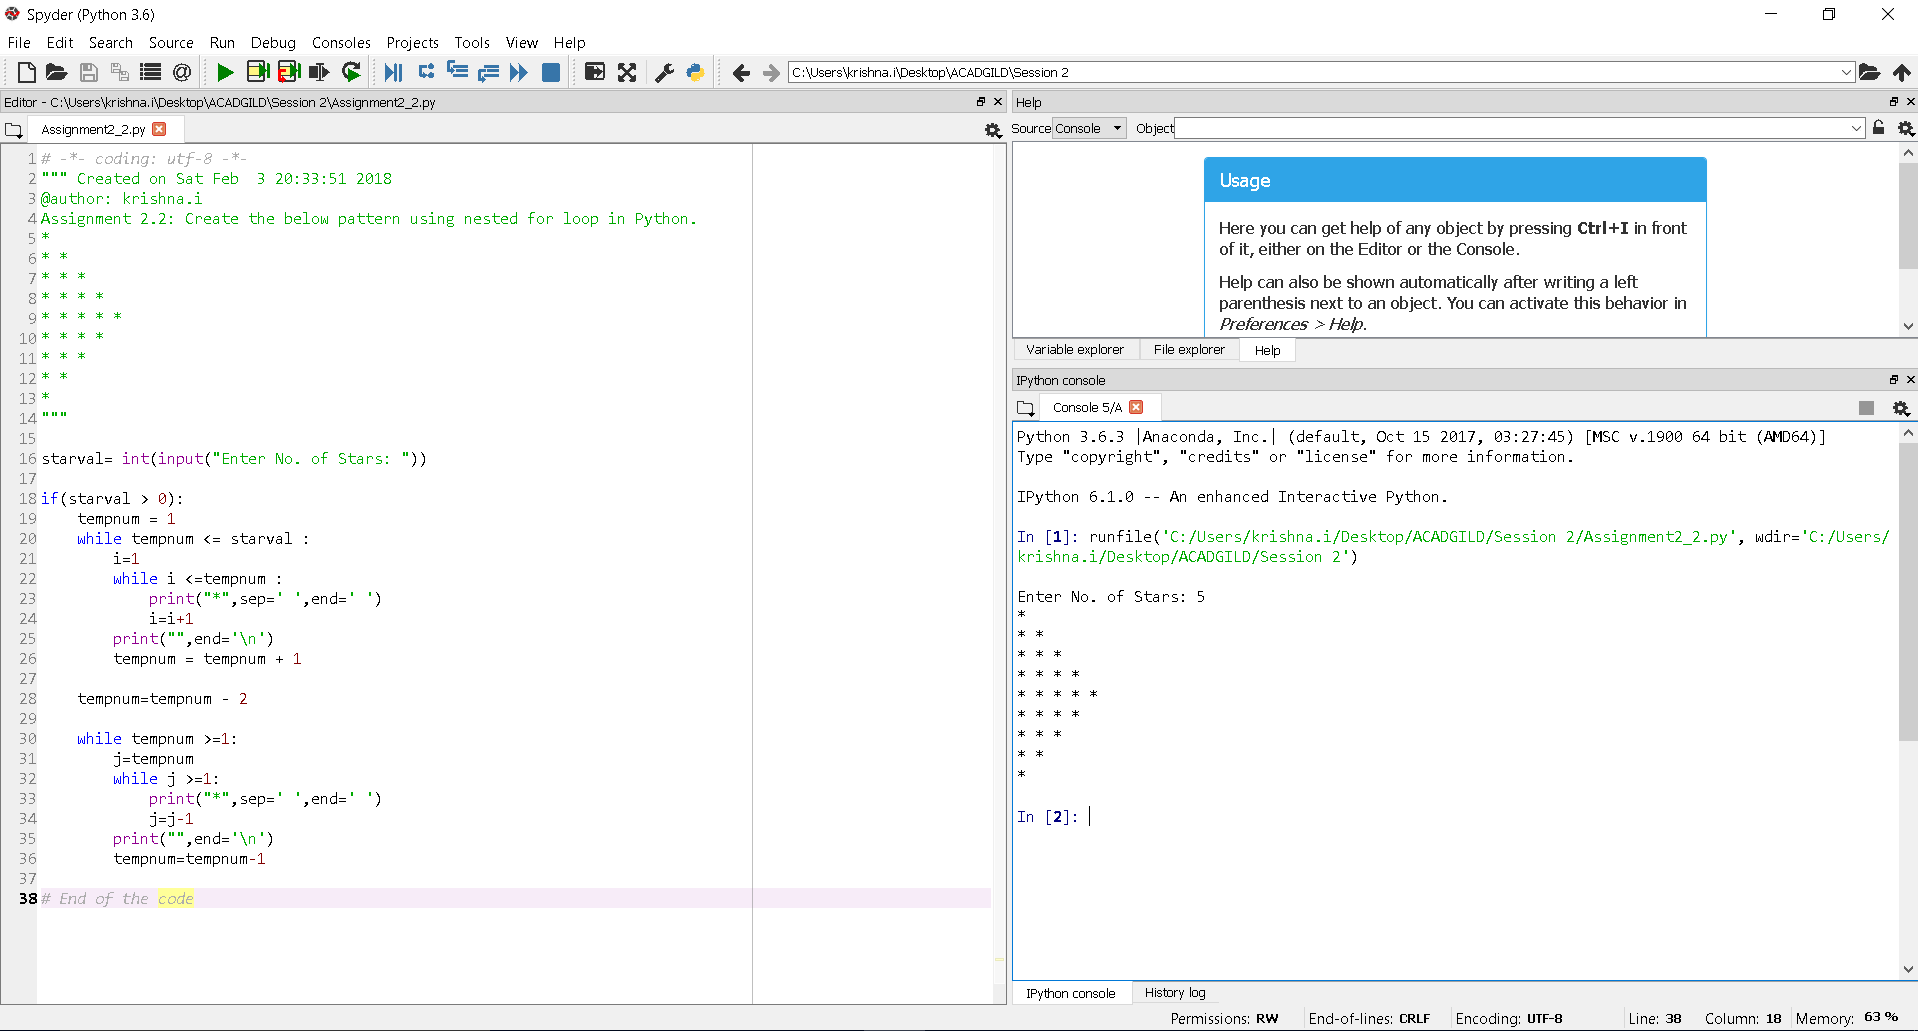 Spyder (Python 3.6)
File Edit Search Source Run Debug Consoles Projects Tools View Help
C:\Users\krishna.i\Desktop\ACADGILD\Session 2
Editor - C:\Users\krishna.i\Desktop\ACADGILD\Session 2\Assignment2_2.py
Assignment2_2.py
1 # -*- coding: utf-8 -*-
2 """ Created on Sat Feb  3 20:33:51 2018
3 @author: krishna.i
4 Assignment 2.2: Create the below pattern using nested for loop in Python.
5 *
6 * *
7 * * *
8 * * * *
9 * * * * *
10 * * * *
11 * * *
12 * *
13 *
14 """
15
16 starval= int(input("Enter No. of Stars: "))
17
18 if(starval > 0):
19     tempnum = 1
20     while tempnum <= starval :
21         i=1
22         while i <=tempnum :
23             print("*",sep=' ',end=' ')
24             i=i+1
25         print("",end='\n')
26         tempnum = tempnum + 1
27
28     tempnum=tempnum - 2
29
30     while tempnum >=1:
31         j=tempnum
32         while j >=1:
33             print("*",sep=' ',end=' ')
34             j=j-1
35         print("",end='\n')
36         tempnum=tempnum-1
37
38 # End of the code
Help
Source Console Object
Usage
Here you can get help of any object by pressing Ctrl+I in front
of it, either on the Editor or the Console.
Help can also be shown automatically after writing a left
parenthesis next to an object. You can activate this behavior in
Preferences > Help.
Variable explorer File explorer Help
IPython console
Console 5/A
Python 3.6.3 |Anaconda, Inc.| (default, Oct 15 2017, 03:27:45) [MSC v.1900 64 bit (AMD64)]
Type "copyright", "credits" or "license" for more information.
IPython 6.1.0 -- An enhanced Interactive Python.
In [1]: runfile('C:/Users/krishna.i/Desktop/ACADGILD/Session 2/Assignment2_2.py', wdir='C:/Users/
krishna.i/Desktop/ACADGILD/Session 2')
Enter No. of Stars: 5
*
* *
* * *
* * * *
* * * * *
* * * *
* * *
* *
*
In [2]:
IPython console History log
Permissions: RW End-of-lines: CRLF Encoding: UTF-8 Line: 38 Column: 18 Memory: 63 %